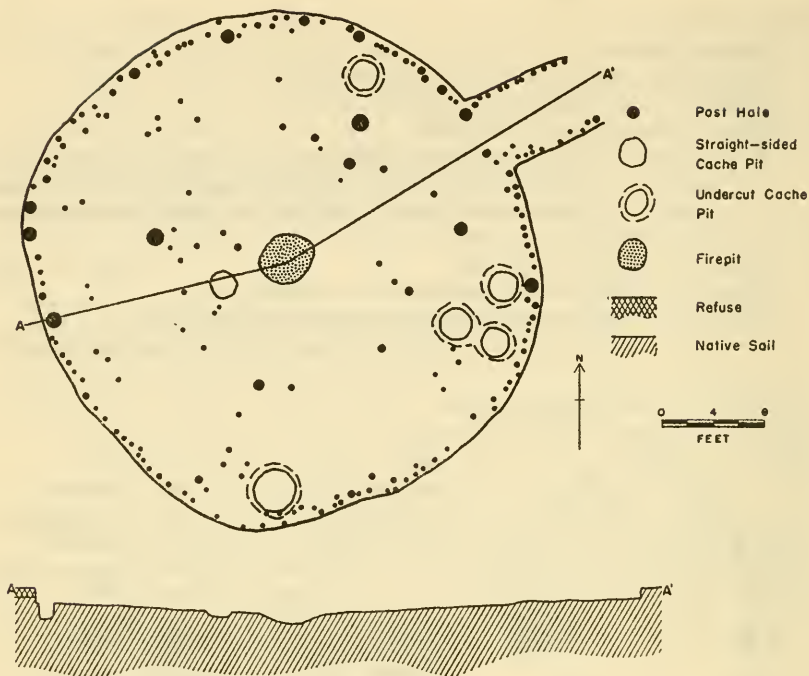 A'
Post Hole
Straight-sided
Cache Pit
Undercut Cache
Pit
Firepit
A
Refuse
Native Soil
N
0 4 8
FEET
A A'